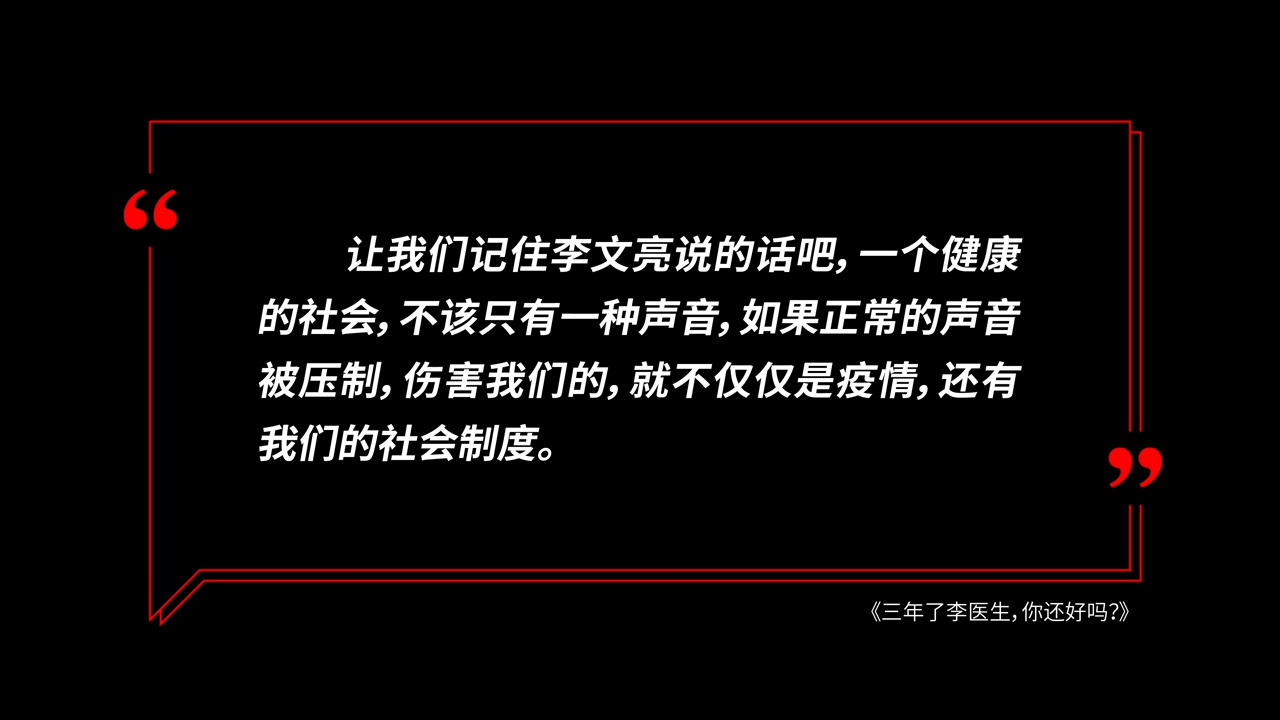 “
让我们记住李文亮说的话吧，一个健康
的社会，不该只有一种声音，如果正常的声音
被压制，伤害我们的，就不仅仅是疫情，还有
我们的社会制度。
”
《三年了李医生，你还好吗？》